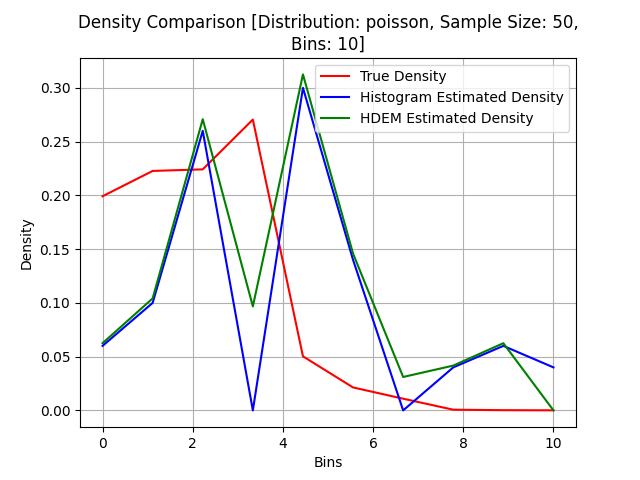 Density Comparison [Distribution: poisson, Sample Size: 50,
Bins: 10]
True Density
Histogram Estimated Density
HDEM Estimated Density
Density
0.30
0.25
0.20
0.15
0.10
0.05
0.00
0 2 4 6 8 10
Bins